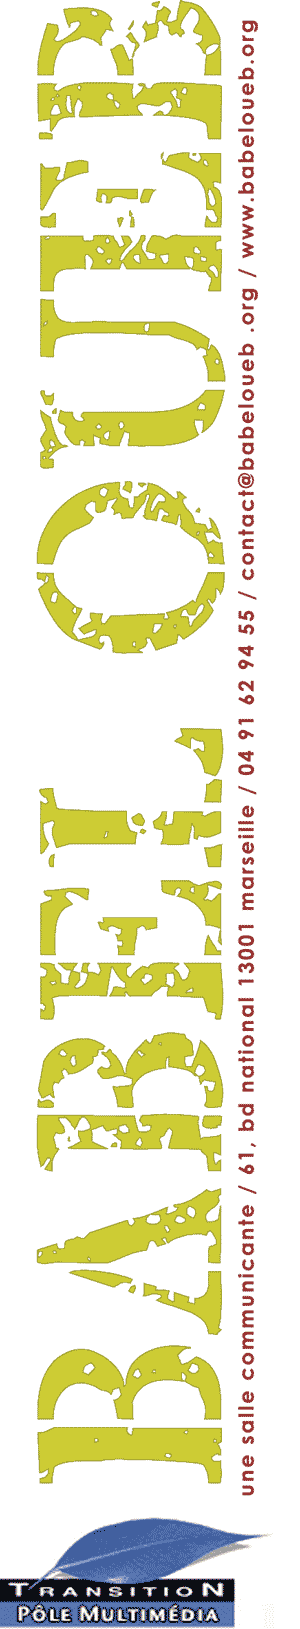 BABEL OUEB
une salle communicante / 61, bd national 13001 marseille / 04 91 62 94 55 / contact@babeloueb .org / www.babeloueb.org
TRANSITION
PÔLE MULTIMÉDIA